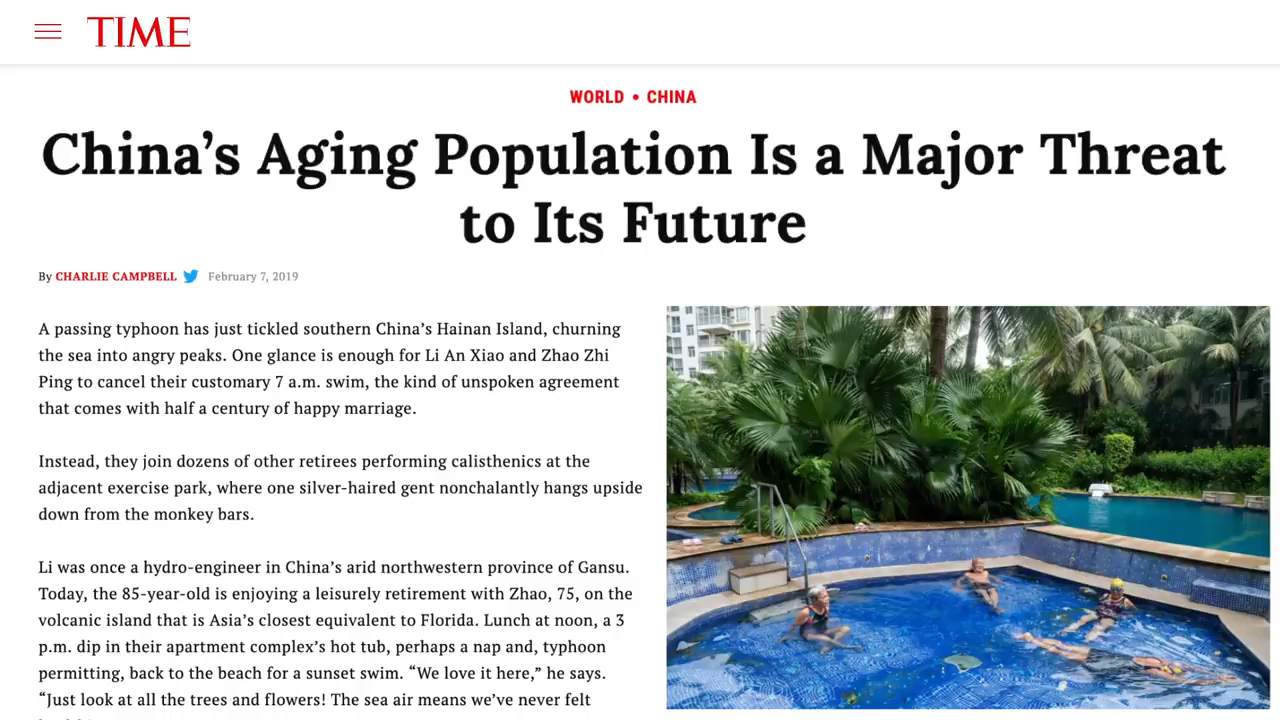 TIME
WORLD • CHINA
China’s Aging Population Is a Major Threat
to Its Future
By CHARLIE CAMPBELL February 7, 2019
A passing typhoon has just tickled southern China’s Hainan Island, churning
the sea into angry peaks. One glance is enough for Li An Xiao and Zhao Zhi
Ping to cancel their customary 7 a.m. swim, the kind of unspoken agreement
that comes with half a century of happy marriage.
Instead, they join dozens of other retirees performing calisthenics at the
adjacent exercise park, where one silver-haired gent nonchalantly hangs upside
down from the monkey bars.
Li was once a hydro-engineer in China’s arid northwestern province of Gansu.
Today, the 85-year-old is enjoying a leisurely retirement with Zhao, 75, on the
volcanic island that is Asia’s closest equivalent to Florida. Lunch at noon, a 3
p.m. dip in their apartment complex’s hot tub, perhaps a nap and, typhoon
permitting, back to the beach for a sunset swim. “We love it here,” he says.
“Just look at all the trees and flowers! The sea air means we’ve never felt